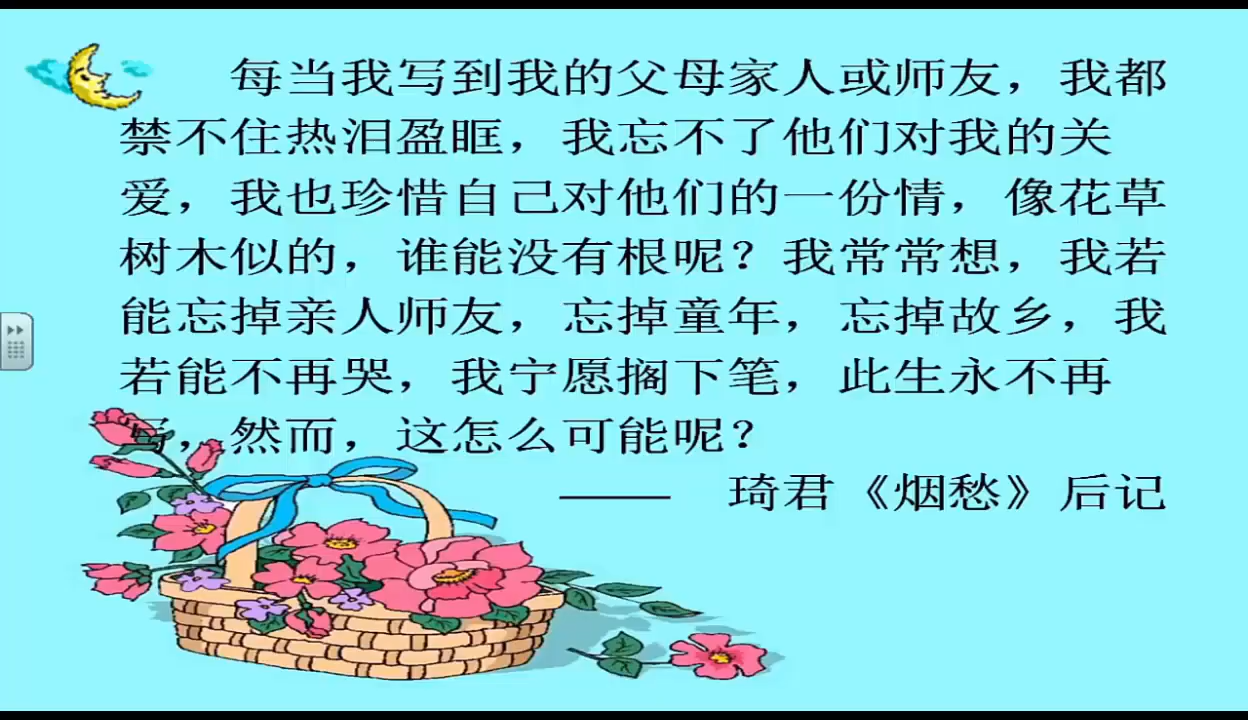 每当我写到我的父母家人或师友，我都
禁不住热泪盈眶，我忘不了他们对我的关
爱，我也珍惜自己对他们的一份情，像花草
树木似的，谁能没有根呢？我常常想，我若
能忘掉亲人师友，忘掉童年，忘掉故乡，我
若能不再哭，我宁愿搁下笔，此生永不再
写，然而，这怎么可能呢？
—— 琦君《烟愁》后记